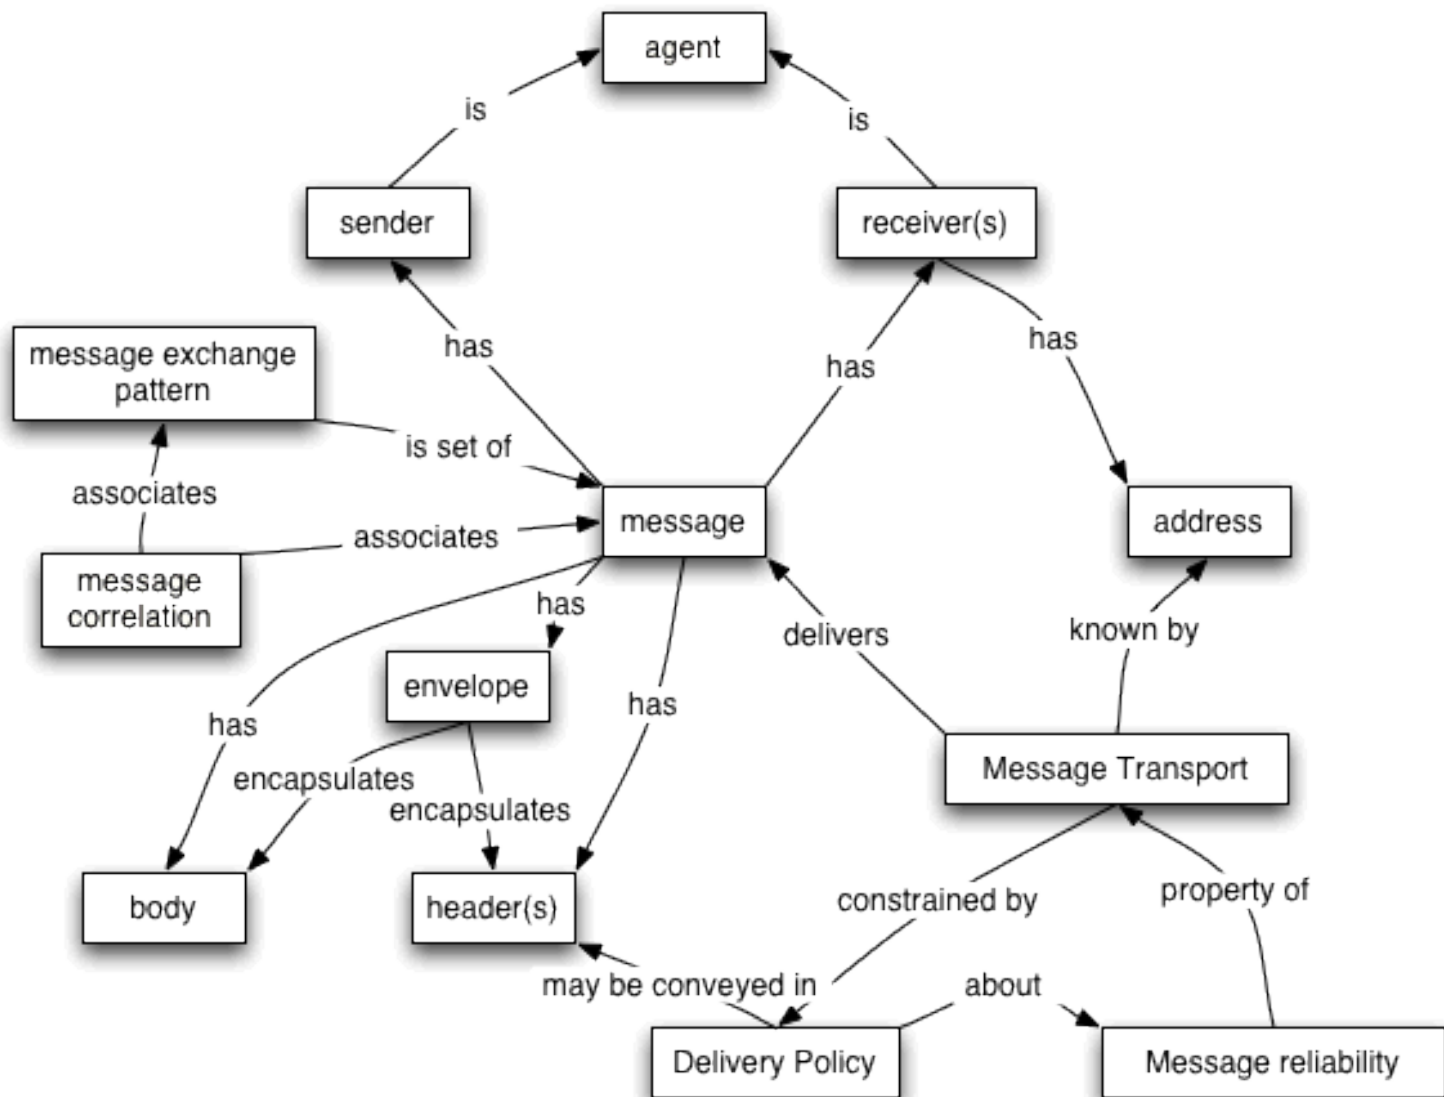 agent
is
is
sender
receiver(s)
has
has
has
message exchange
pattern
is set of
associates
message
address
associates
message
correlation
has
delivers
known by
envelope
has
has
Message Transport
encapsulates
encapsulates
body
header(s)
constrained by
property of
may be conveyed in
about
Delivery Policy
Message reliability